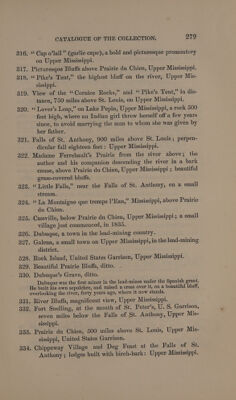 CATALOGUE OF THE COLLECTION. 279
316. "Cap o'lail" (garlic cape), a bold and picturesque promontory
on Upper Mississippi.
317. Picturesque Bluffs above Prairie du Chien, Upper Mississippi.
318. "Pike's Tent," the highest bluff on the river, Upper Mis-
sissippi.
319. View of the "Cornice Rocks," and "Pike's Tent," in dis-
tance, 750 miles above St. Louis, on Upper Mississippi.
320. "Lover's Leap," on Lake Pepin, Upper Mississippi, a rock 500
feet high, where an Indian girl threw herself off a few years
since, to avoid marrying the man to whom she was given by
her father.
321. Falls of St. Anthony, 900 miles above St. Louis; perpen-
dicular fall eighteen feet: Upper Mississippi.
322. Madame Ferrebault's Prairie from the river above; the
author and his companion descending the river in a bark
canoe, above Prairie du Chien, Upper Mississippi; beautiful
grass-covered bluffs.
323. "Little Falls," near the Falls of St. Anthony, on a small
stream.
324. "La Montaigne que trempe l'Eau," Mississippi, above Prairie
du Chien.
325. Cassville, below Prairie du Chien, Upper Mississippi; a small
village just commenced, in 1835.
326. Dubuque, a town in the lead-mining country.
327. Galena, a small town on Upper Mississippi, in the lead-mining
district.
328. Rock Island, United States Garrison, Upper Mississippi.
329. Beautiful Prairie Bluffs, ditto.
330. Dubuque's Grave, ditto.
Dubuque was the first miner in the lead-mines under the Spanish grant.
He built his own sepulchre, and raised a cross over it, on a beautiful bluff,
overlooking the river, forty years ago, where it now stands.
331. River Bluffs, magnificent view, Upper Mississippi.
332. Fort Snelling, at the mouth of St. Peter's, U. S. Garrison,
seven miles below the Falls of St. Anthony, Upper Mis-
sissippi.
333. Prairie du Chien, 500 miles above St. Louis, Upper Mis-
sissippi, United States Garrison.
334. Chippeway Village and Dog Feast at the Falls of St.
Anthony; lodges built with birch-bark: Upper Mississippi.